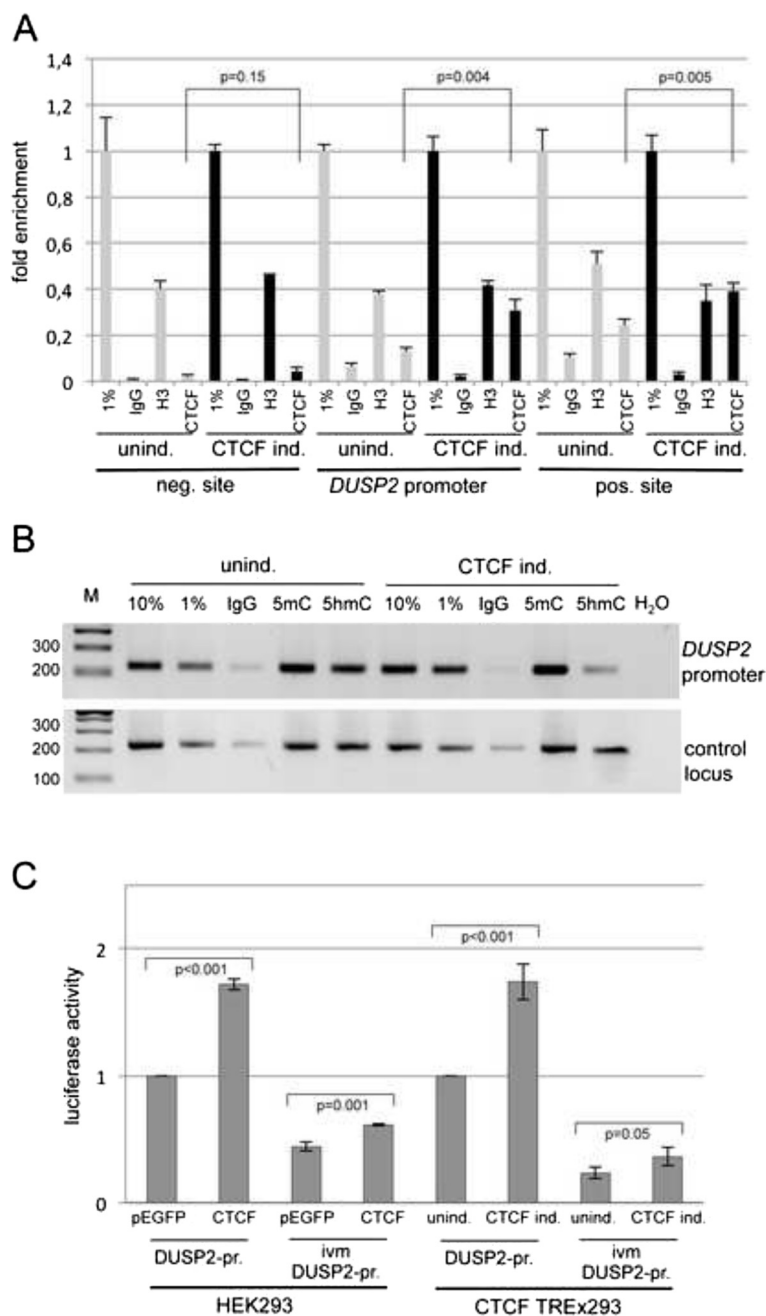 A
1,4
1,2
1
0,8
0,6
0,4
0,2
0
fold enrichment
p=0.15
p=0.004
p=0.005
1% IgG H3 CTCF 1% IgG H3 CTCF 1% IgG H3 CTCF 1% IgG H3 CTCF 1% IgG H3 CTCF 1% IgG H3 CTCF
unind. CTCF ind. unind. CTCF ind. unind. CTCF ind.
neg. site DUSP2 promoter pos. site
B
unind. CTCF ind.
M 10% 1% IgG 5mC 5hmC 10% 1% IgG 5mC 5hmC H₂O
300
200
DUSP2
promoter
300
200
100
control
locus
C
luciferase activity
2
1
0
p<0.001
p=0.001
p<0.001
p=0.05
pEGFP CTCF pEGFP CTCF unind. CTCF ind. unind. CTCF ind.
DUSP2-pr. ivm DUSP2-pr. DUSP2-pr. ivm DUSP2-pr.
HEK293 CTCF TREx293